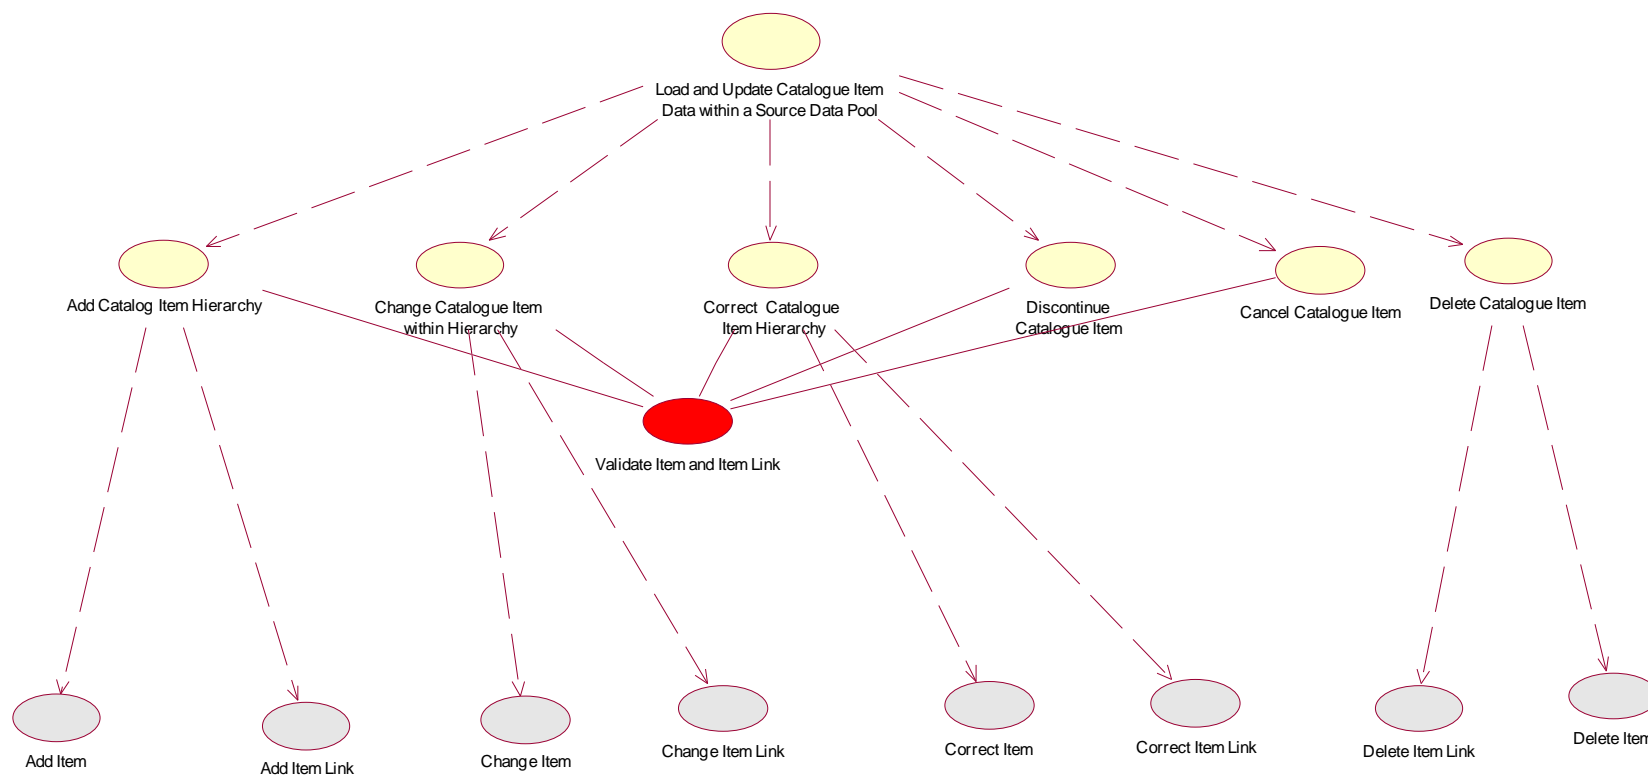 Load and Update Catalogue Item
Data within a Source Data Pool
Add Catalog Item Hierarchy
Change Catalogue Item
within Hierarchy
Correct Catalogue
Item Hierarchy
Discontinue
Catalogue Item
Cancel Catalogue Item
Delete Catalogue Item
Validate Item and Item Link
Add Item
Add Item Link
Change Item
Change Item Link
Correct Item
Correct Item Link
Delete Item Link
Delete Item